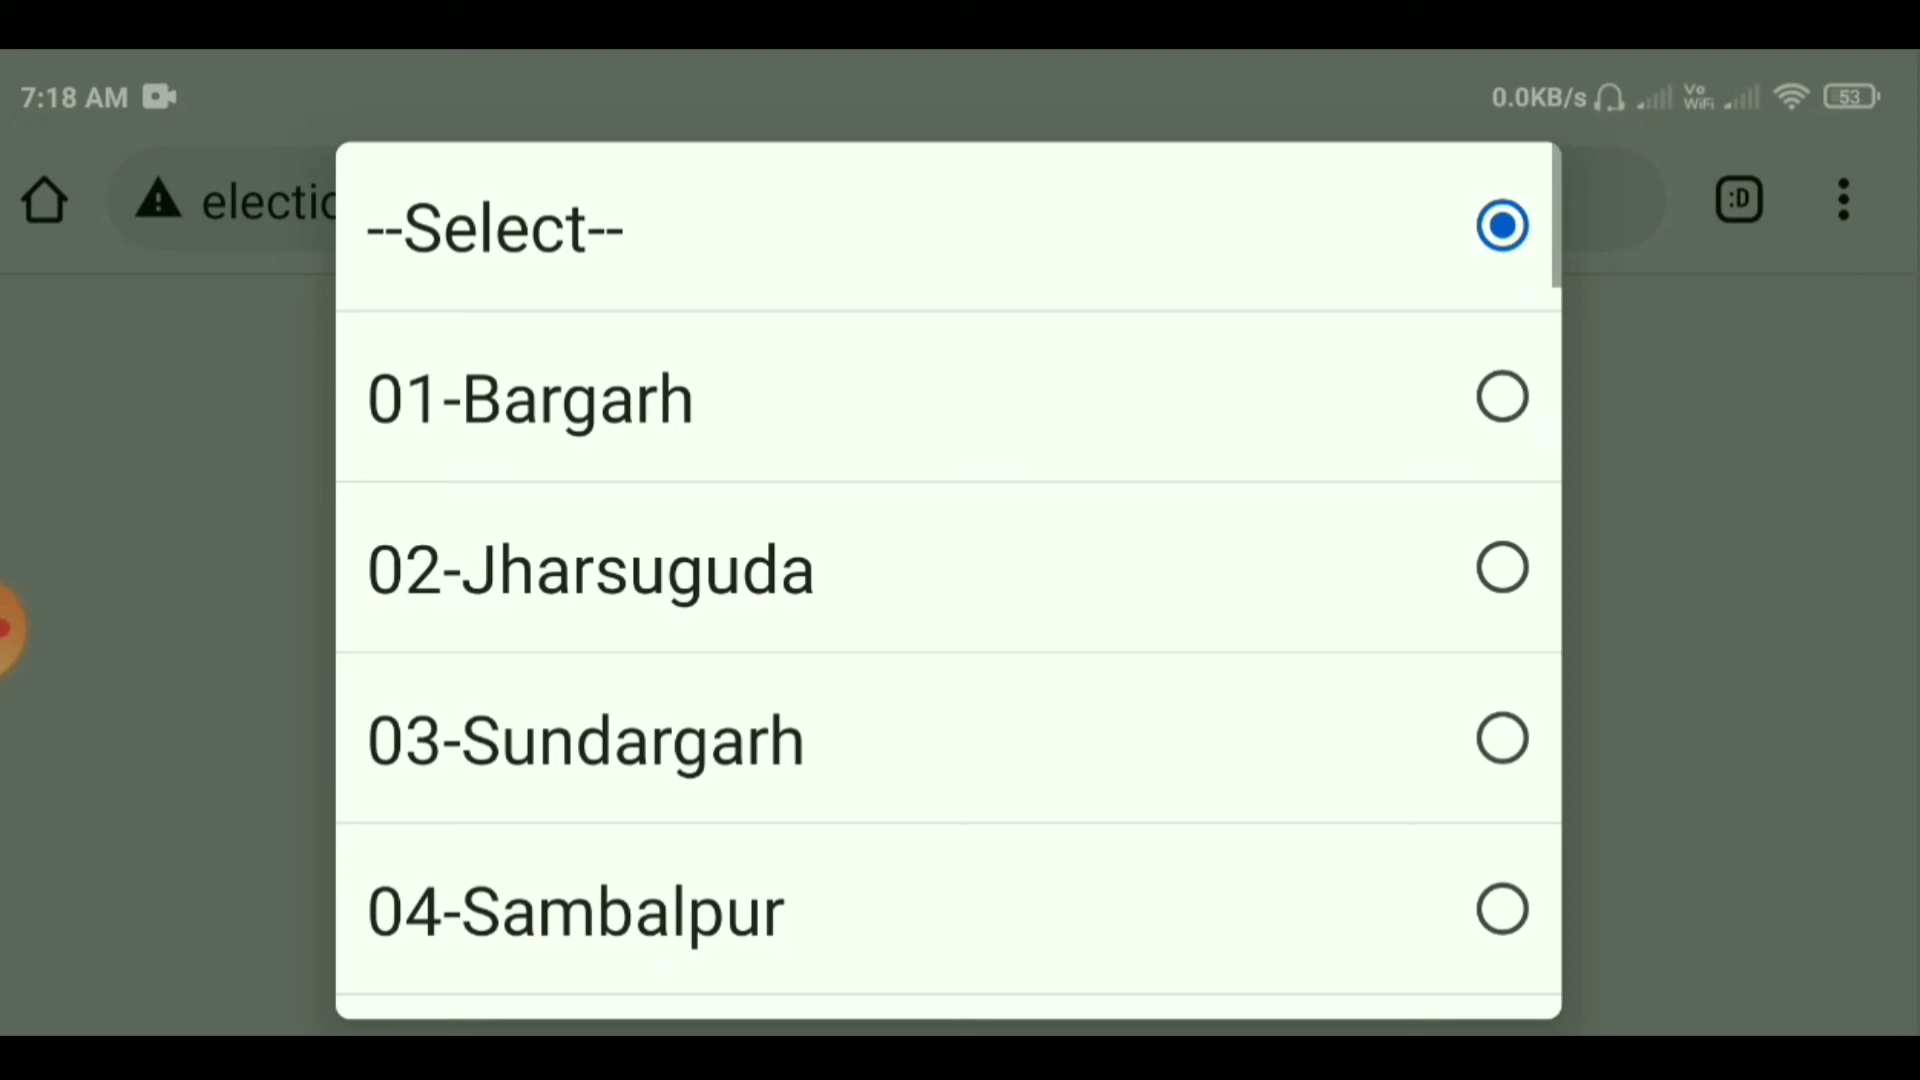 7:18 AM
0.0KB/s Vo WiFi 53
electic :D
--Select--
01-Bargarh
02-Jharsuguda
03-Sundargarh
04-Sambalpur